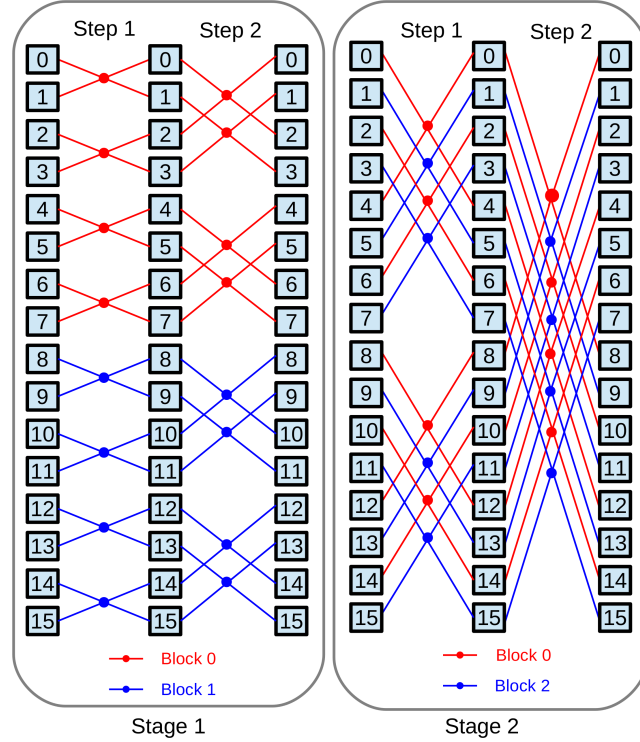 Step 1 Step 2
0 0 0
1 1 1
2 2 2
3 3 3
4 4 4
5 5 5
6 6 6
7 7 7
8 8 8
9 9 9
10 10 10
11 11 11
12 12 12
13 13 13
14 14 14
15 15 15
Block 0
Block 1
Stage 1
Step 1 Step 2
0 0 0
1 1 1
2 2 2
3 3 3
4 4 4
5 5 5
6 6 6
7 7 7
8 8 8
9 9 9
10 10 10
11 11 11
12 12 12
13 13 13
14 14 14
15 15 15
Block 0
Block 2
Stage 2